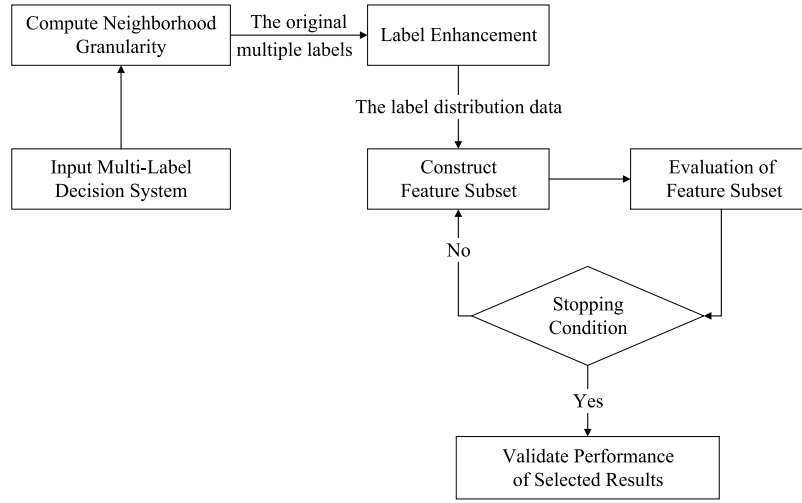 Compute Neighborhood
Granularity
The original
multiple labels
Label Enhancement
The label distribution data
Input Multi-Label
Decision System
Construct
Feature Subset
Evaluation of
Feature Subset
No
Stopping
Condition
Yes
Validate Performance
of Selected Results